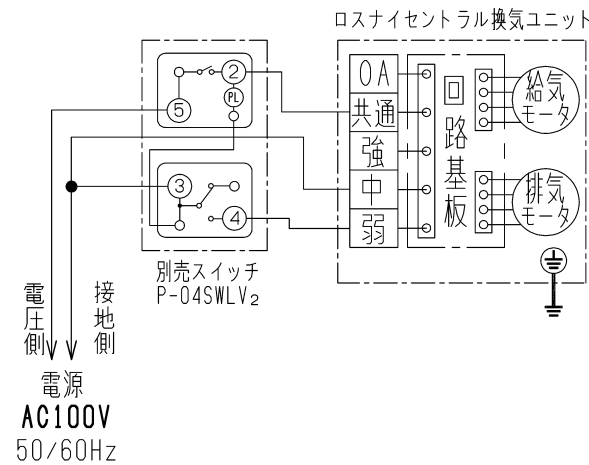 ロスナイセントラル換気ユニット
OA
共通
強
中
弱
回路基板
給気
モータ
排気
モータ
2
PL
5
3
4
別売スイッチ
P-04SWLV2
電圧側
接地側
電源
AC100V
50/60Hz